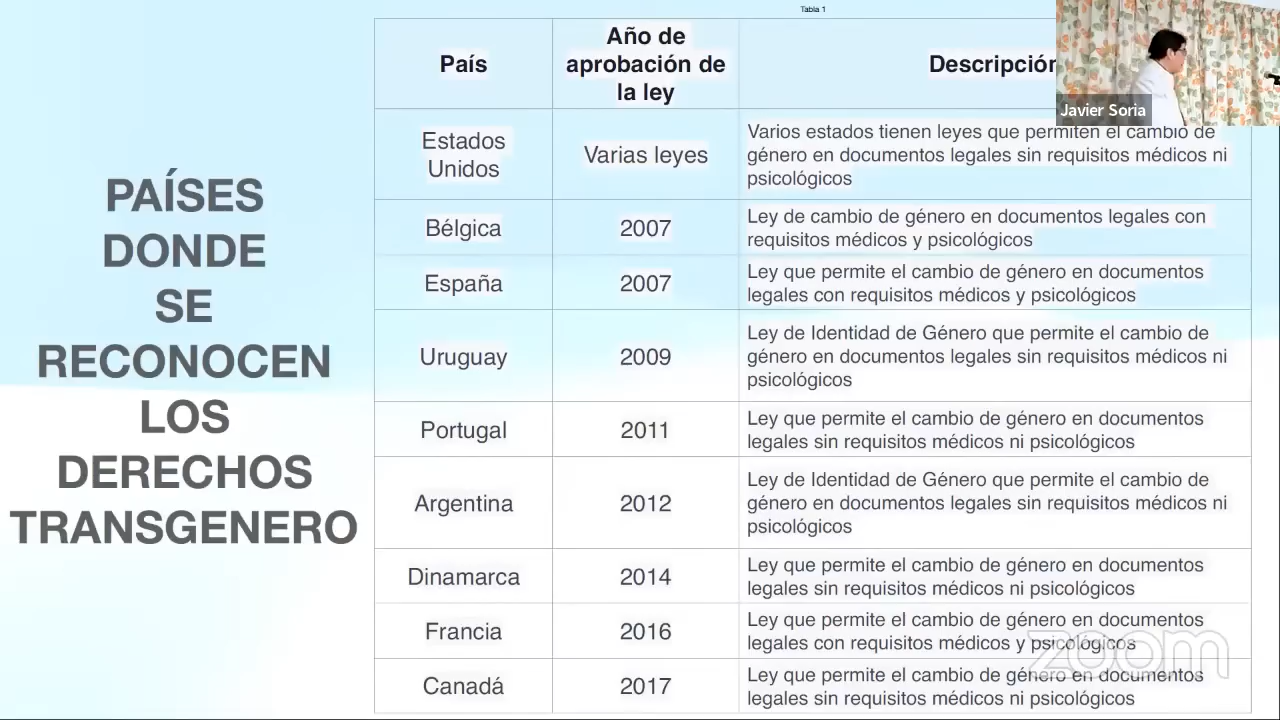 Tabla 1
PAÍSES
DONDE
SE
RECONOCEN
LOS
DERECHOS
TRANSGENERO
País
Año de
aprobación de
la ley
Descripción
Estados
Unidos
Varias leyes
Varios estados tienen leyes que permiten el cambio de
género en documentos legales sin requisitos médicos ni
psicológicos
Bélgica
2007
Ley de cambio de género en documentos legales con
requisitos médicos y psicológicos
España
2007
Ley que permite el cambio de género en documentos
legales con requisitos médicos y psicológicos
Uruguay
2009
Ley de Identidad de Género que permite el cambio de
género en documentos legales sin requisitos médicos ni
psicológicos
Portugal
2011
Ley que permite el cambio de género en documentos
legales sin requisitos médicos ni psicológicos
Argentina
2012
Ley de Identidad de Género que permite el cambio de
género en documentos legales sin requisitos médicos ni
psicológicos
Dinamarca
2014
Ley que permite el cambio de género en documentos
legales sin requisitos médicos ni psicológicos
Francia
2016
Ley que permite el cambio de género en documentos
legales con requisitos médicos y psicológicos
Canadá
2017
Ley que permite el cambio de género en documentos
legales sin requisitos médicos ni psicológicos
Javier Soria
zoom